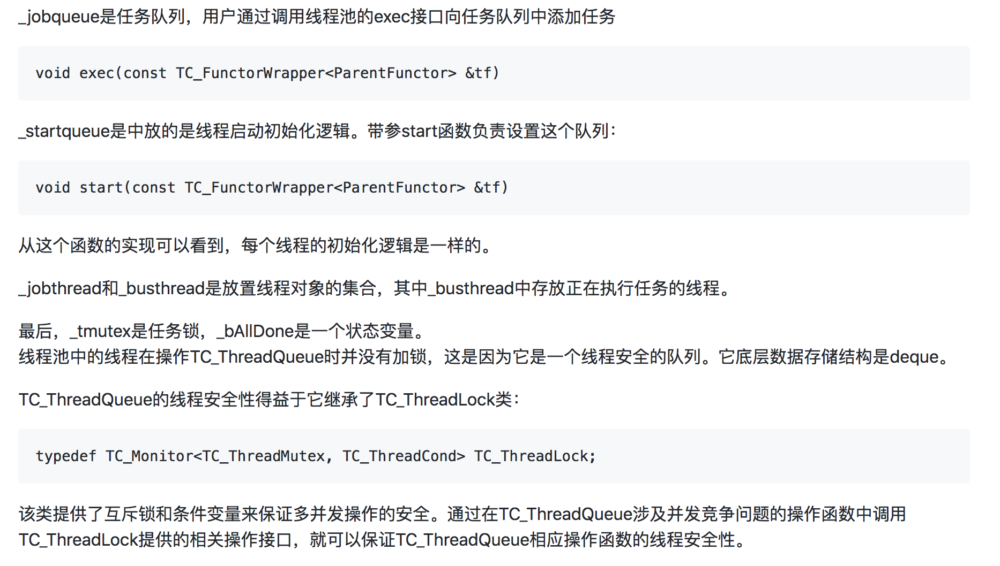 _jobqueue是任务队列，用户通过调用线程池的exec接口向任务队列中添加任务
void exec(const TC_FunctorWrapper<ParentFunctor> &tf)
_startqueue是中放的是线程启动初始化逻辑。带参start函数负责设置这个队列：
void start(const TC_FunctorWrapper<ParentFunctor> &tf)
从这个函数的实现可以看到，每个线程的初始化逻辑是一样的。
_jobthread和_busthread是放置线程对象的集合，其中_busthread中存放正在执行任务的线程。
最后，_tmutex是任务锁，_bAllDone是一个状态变量。
线程池中的线程在操作TC_ThreadQueue时并没有加锁，这是因为它是一个线程安全的队列。它底层数据存储结构是deque。
TC_ThreadQueue的线程安全性得益于它继承了TC_ThreadLock类：
typedef TC_Monitor<TC_ThreadMutex, TC_ThreadCond> TC_ThreadLock;
该类提供了互斥锁和条件变量来保证多并发操作的安全。通过在TC_ThreadQueue涉及并发竞争问题的操作函数中调用
TC_ThreadLock提供的相关操作接口，就可以保证TC_ThreadQueue相应操作函数的线程安全性。